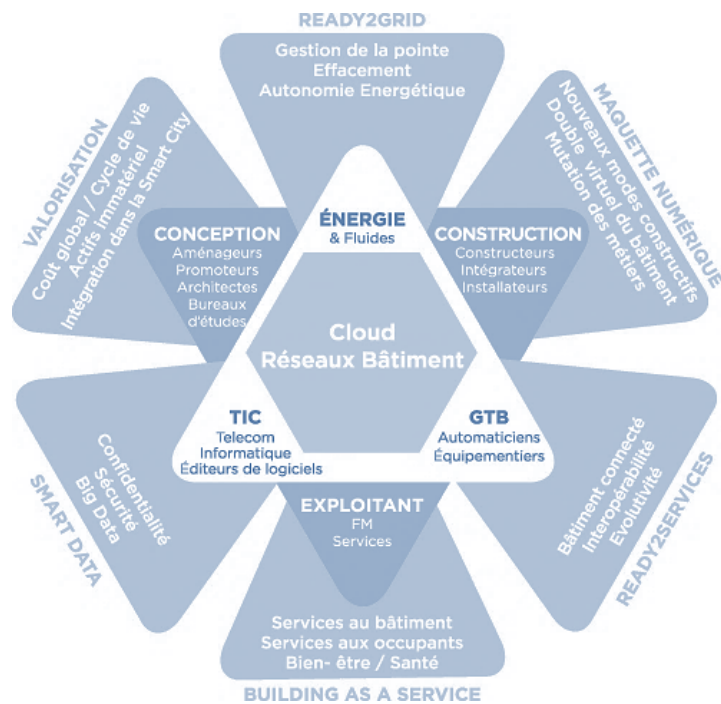 READY2GRID
Gestion de la pointe
Effacement
Autonomie Energétique
VALORISATION
Coût global / Cycle de vie
Actifs immatériel
Intégration dans la Smart City
MAQUETTE NUMÉRIQUE
Nouveaux modes constructifs
Double virtuel du bâtiment
Mutation des métiers
CONCEPTION
Aménageurs
Promoteurs
Architectes
Bureaux
d'études
ÉNERGIE
& Fluides
CONSTRUCTION
Constructeurs
Intégrateurs
Installateurs
Cloud
Réseaux Bâtiment
TIC
Telecom
Informatique
Éditeurs de logiciels
GTB
Automaticiens
Équipementiers
SMART DATA
Confidentialité
Sécurité
Big Data
EXPLOITANT
FM
Services
Bâtiment connecté
Interopérabilité
Evolutivité
READY2SERVICES
Services au bâtiment
Services aux occupants
Bien- être / Santé
BUILDING AS A SERVICE